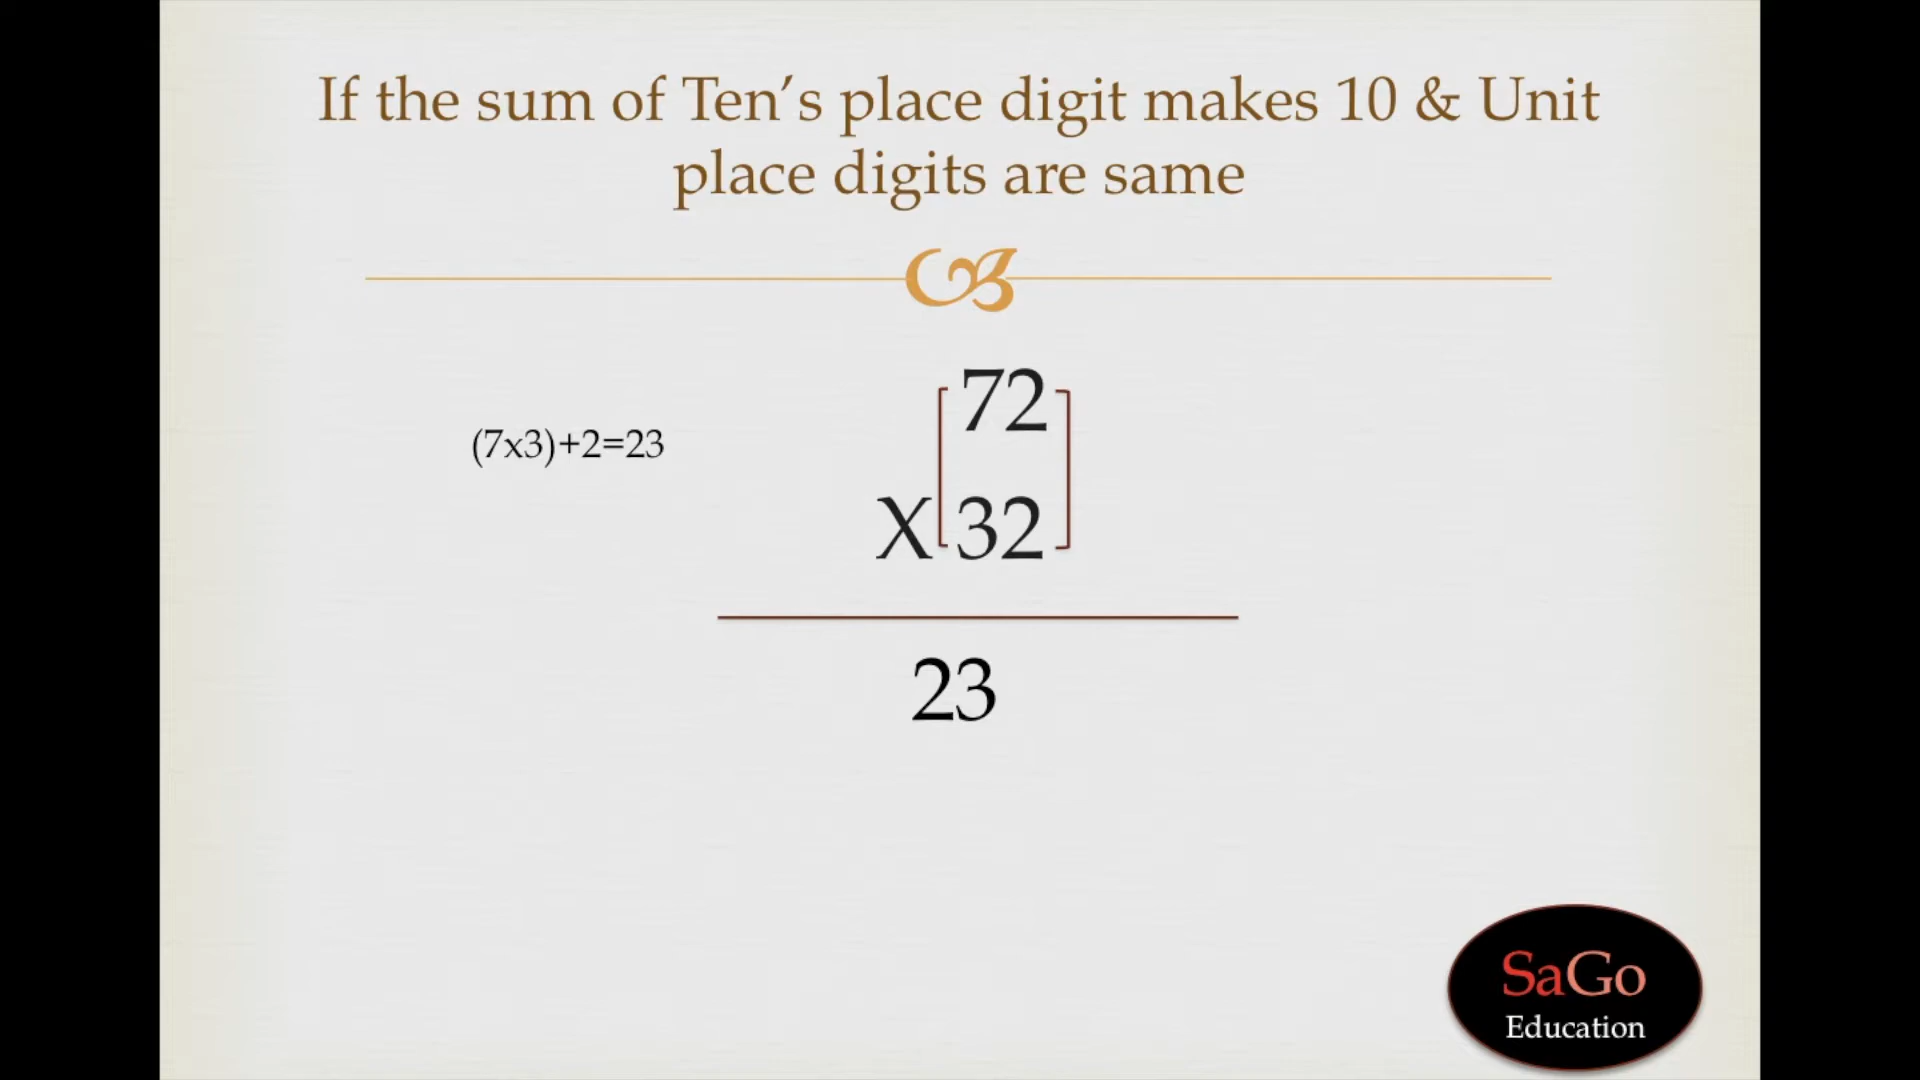 If the sum of Ten’s place digit makes 10 & Unit
place digits are same
(7x3)+2=23
72
X 32
23
SaGo
Education